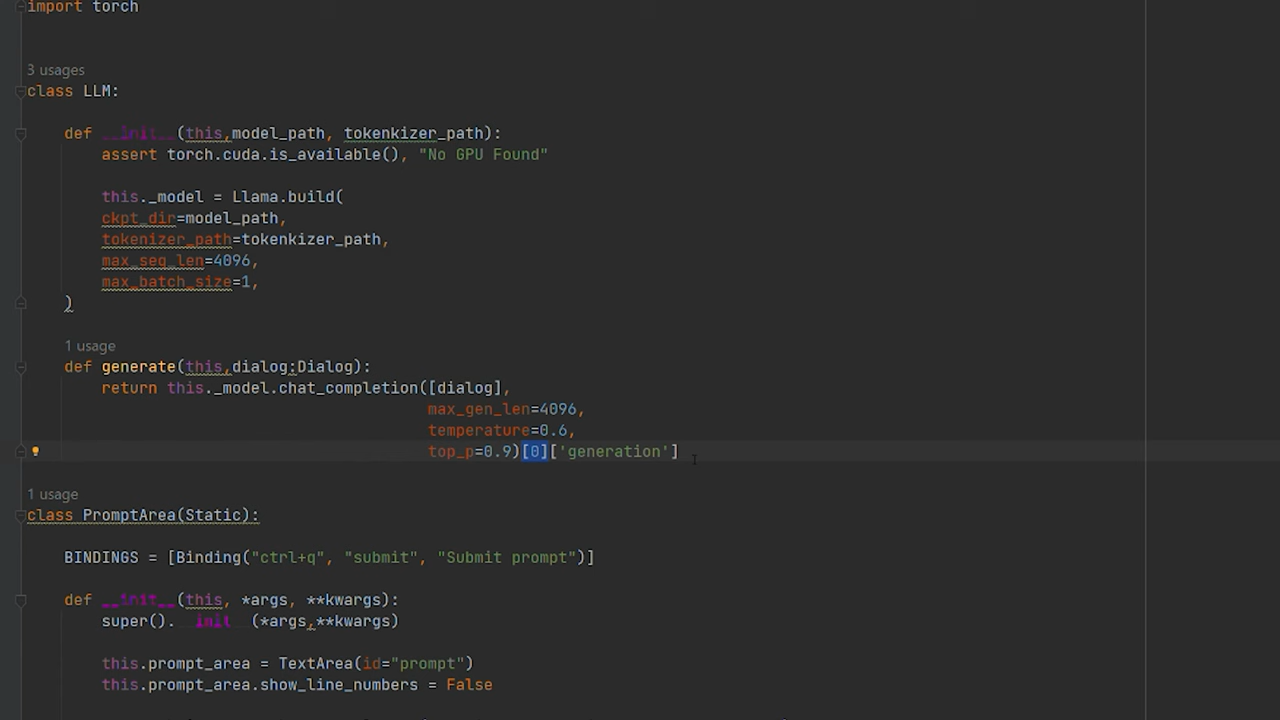 import torch
3 usages
class LLM:
def __init__(this,model_path, tokenkizer_path):
assert torch.cuda.is_available(), "No GPU Found"
this._model = Llama.build(
ckpt_dir=model_path,
tokenizer_path=tokenkizer_path,
max_seq_len=4096,
max_batch_size=1,
)
1 usage
def generate(this,dialog:Dialog):
return this._model.chat_completion([dialog],
max_gen_len=4096,
temperature=0.6,
top_p=0.9)[0]['generation']
1 usage
class PromptArea(Static):
BINDINGS = [Binding("ctrl+q", "submit", "Submit prompt")]
def __init__(this, *args, **kwargs):
super().__init__(*args,**kwargs)
this.prompt_area = TextArea(id="prompt")
this.prompt_area.show_line_numbers = False